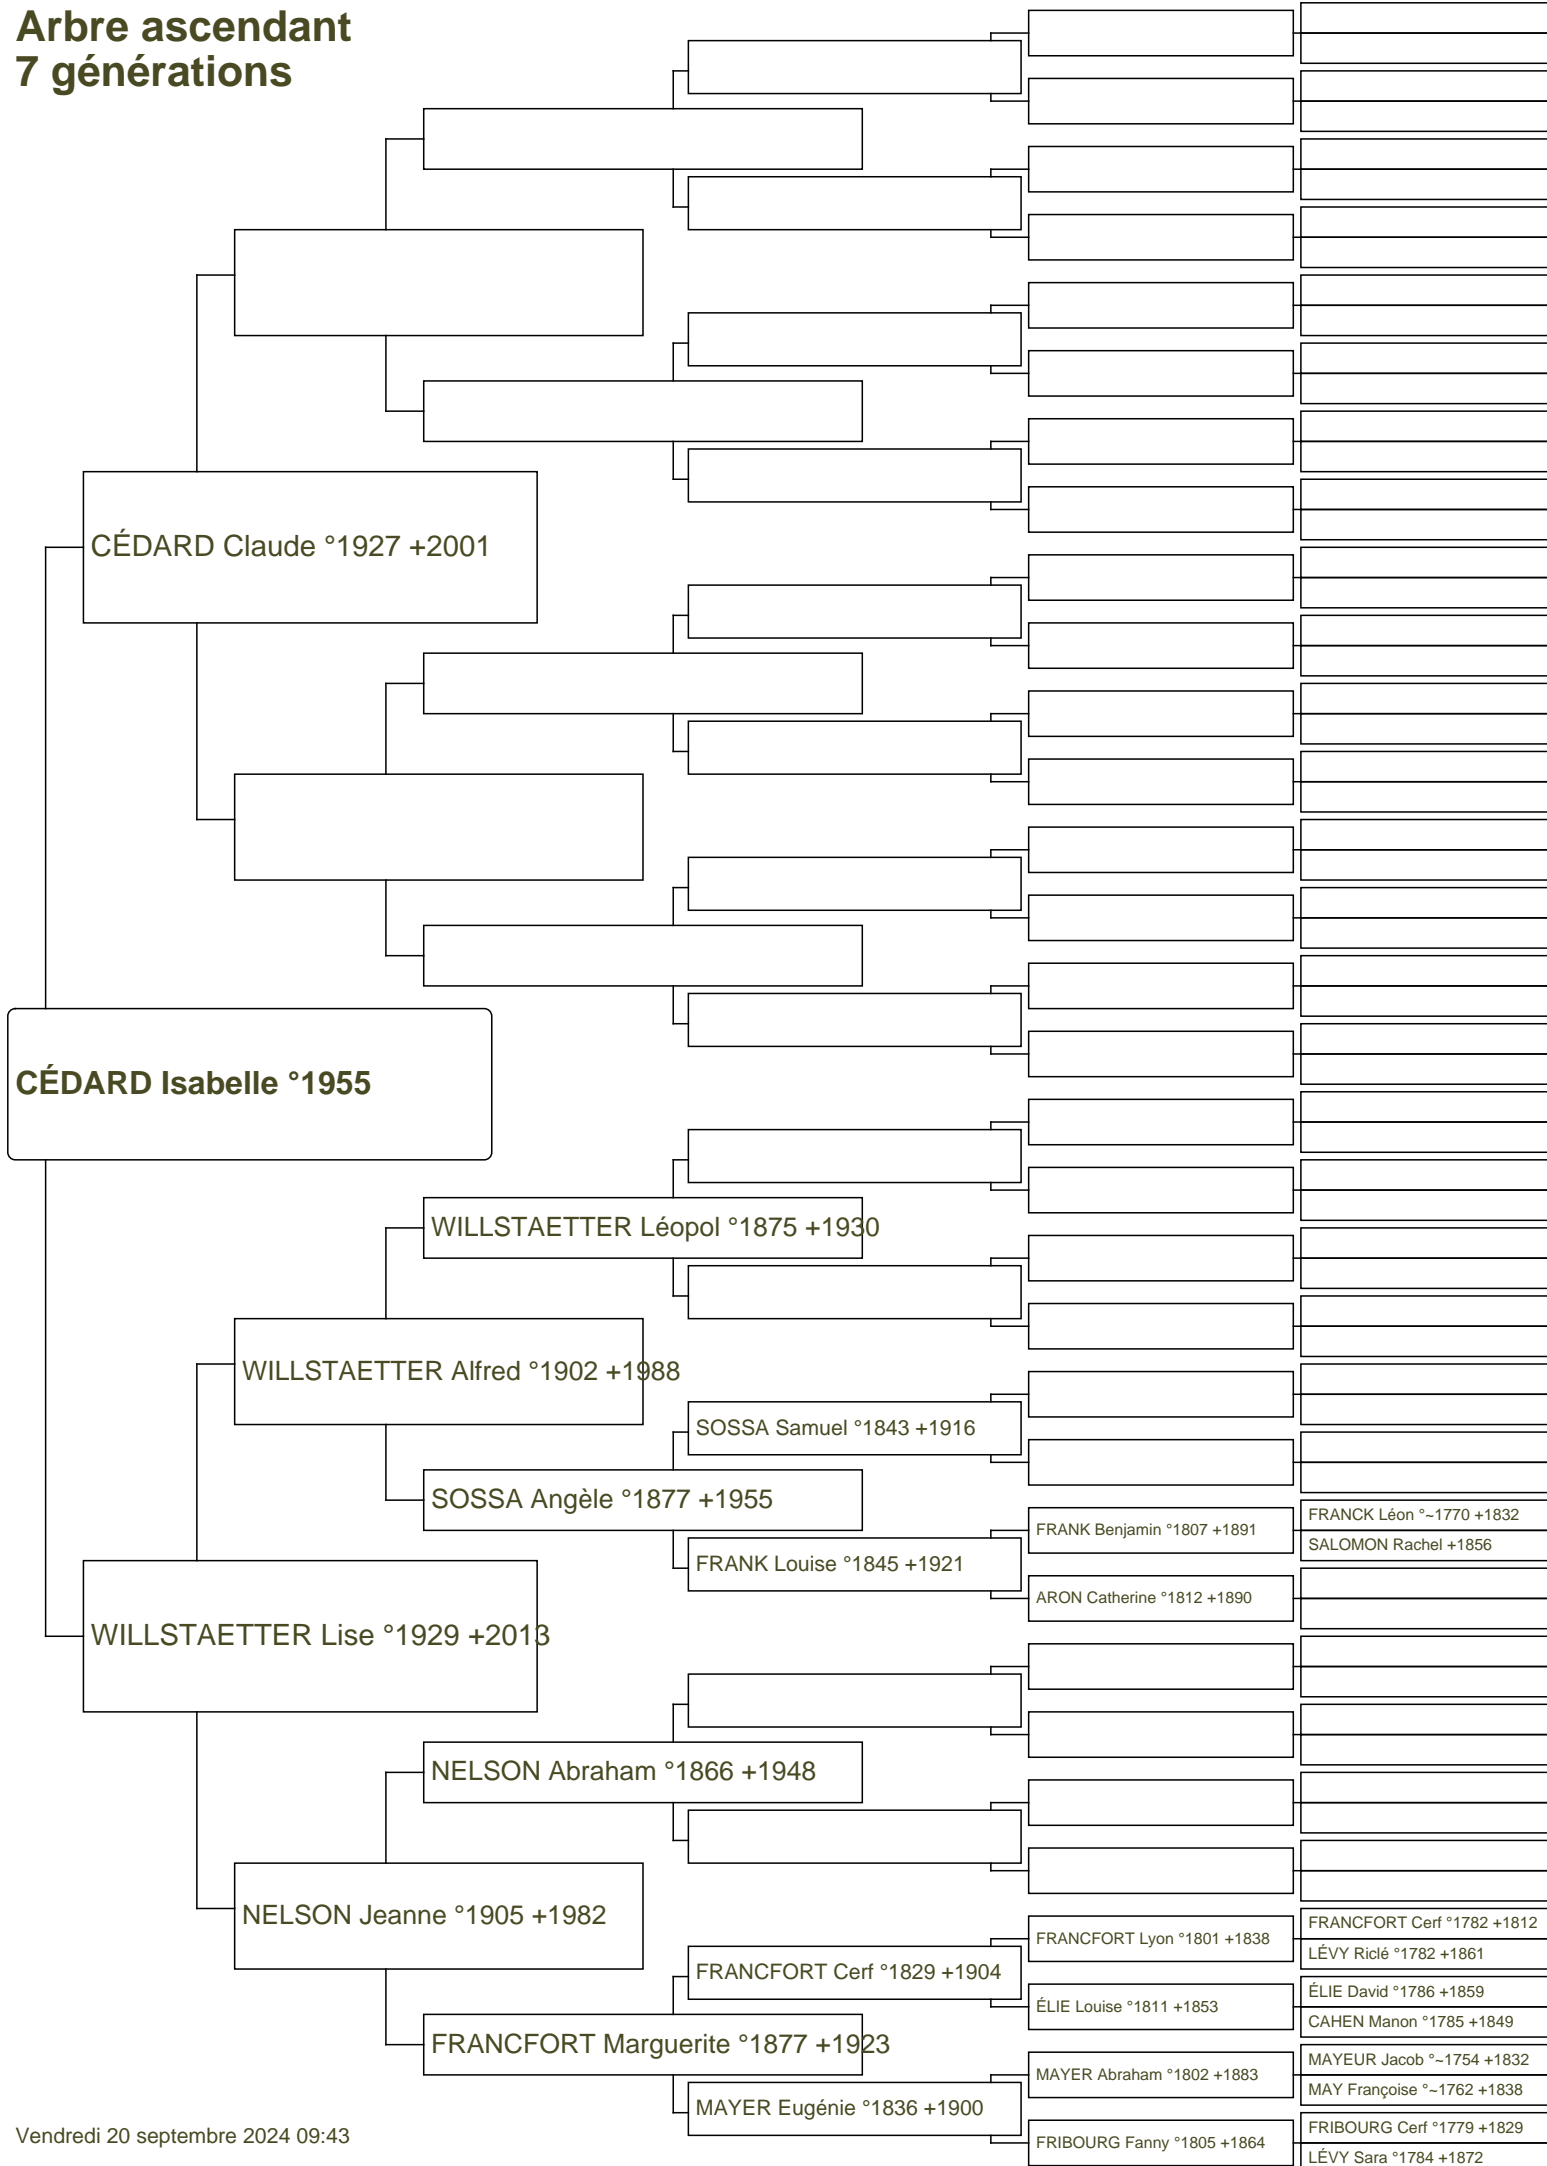 Arbre ascendant
7 générations
CÉDARD Claude °1927 +2001
CÉDARD Isabelle °1955
WILLSTAETTER Léopol °1875 +1930
WILLSTAETTER Alfred °1902 +1988
SOSSA Samuel °1843 +1916
SOSSA Angèle °1877 +1955
FRANCK Léon °~1770 +1832
FRANK Benjamin °1807 +1891
SALOMON Rachel +1856
FRANK Louise °1845 +1921
ARON Catherine °1812 +1890
WILLSTAETTER Lise °1929 +2013
NELSON Abraham °1866 +1948
NELSON Jeanne °1905 +1982
FRANCFORT Cerf °1782 +1812
FRANCFORT Lyon °1801 +1838
LÉVY Riclé °1782 +1861
FRANCFORT Cerf °1829 +1904
ÉLIE David °1786 +1859
ÉLIE Louise °1811 +1853
CAHEN Manon °1785 +1849
FRANCFORT Marguerite °1877 +1923
MAYEUR Jacob °~1754 +1832
MAYER Abraham °1802 +1883
MAY Françoise °~1762 +1838
MAYER Eugénie °1836 +1900
FRIBOURG Cerf °1779 +1829
FRIBOURG Fanny °1805 +1864
LÉVY Sara °1784 +1872
Vendredi 20 septembre 2024 09:43